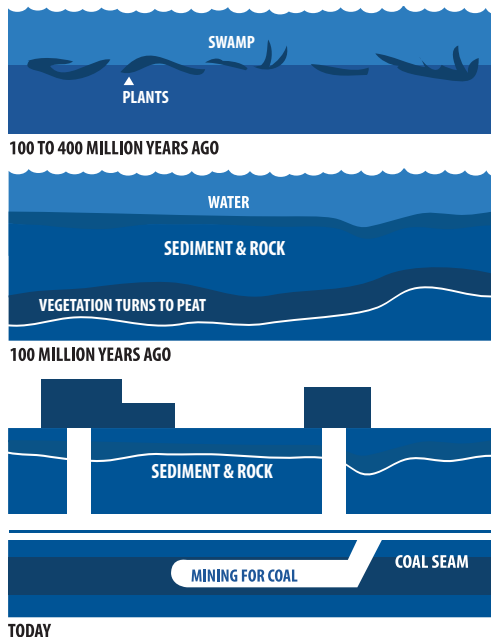 SWAMP
PLANTS
100 TO 400 MILLION YEARS AGO
WATER
SEDIMENT & ROCK
VEGETATION TURNS TO PEAT
100 MILLION YEARS AGO
SEDIMENT & ROCK
COAL SEAM
MINING FOR COAL
TODAY